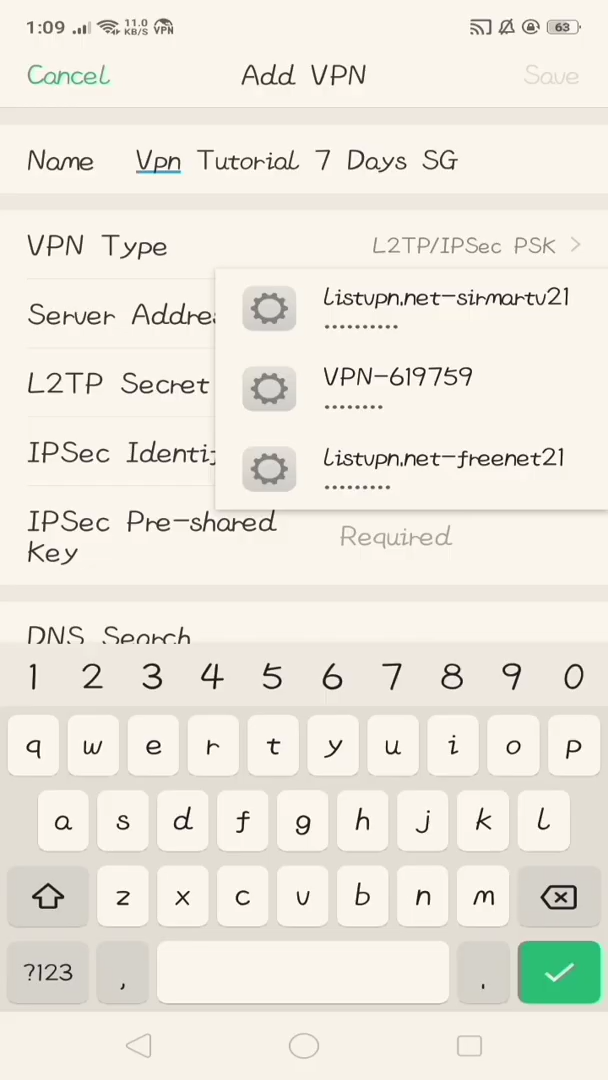 1:09 11.0 KB/S VPN 63
Cancel Add VPN Save
Name Vpn Tutorial 7 Days SG
VPN Type L2TP/IPSec PSK
Server Addre
listvpn.net-sirmartv21
••••••••••
L2TP Secret
VPN-619759
••••••••
IPSec Identi
listvpn.net-freenet21
•••••••••
IPSec Pre-shared
Key
Required
DNS Search
1 2 3 4 5 6 7 8 9 0
q w e r t y u i o p
a s d f g h j k l
z x c v b n m
?123 , .